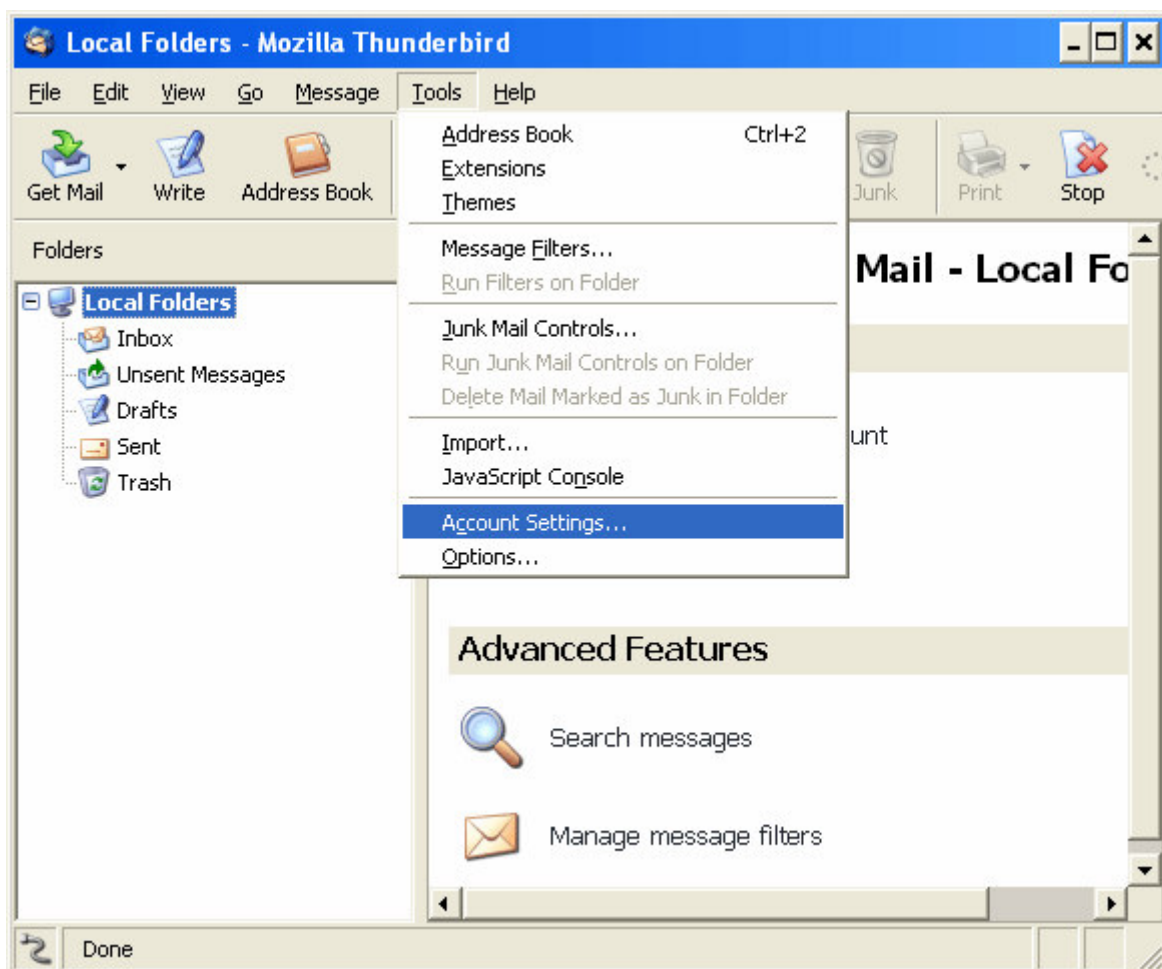 Local Folders - Mozilla Thunderbird
File Edit View Go Message Tools Help
Get Mail Write Address Book Junk Print Stop
Address Book Ctrl+2
Extensions
Themes
Message Filters...
Run Filters on Folder
Junk Mail Controls...
Run Junk Mail Controls on Folder
Delete Mail Marked as Junk in Folder
Import...
JavaScript Console
Account Settings...
Options...
Folders
Local Folders
Inbox
Unsent Messages
Drafts
Sent
Trash
Mail - Local Fo
unt
Advanced Features
Search messages
Manage message filters
Done